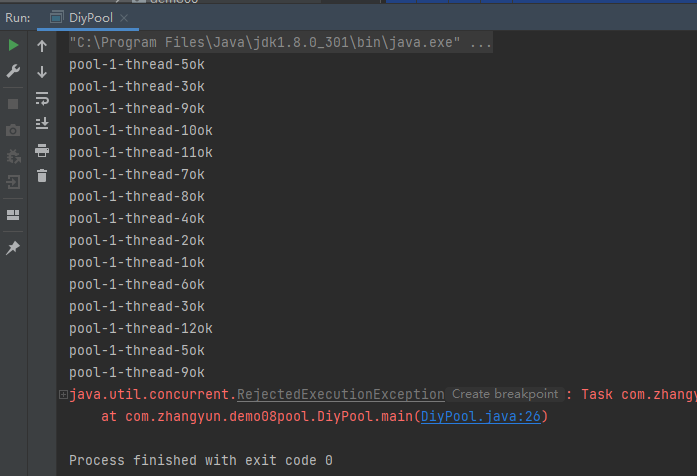 demo08
Run: DiyPool ×
"C:\Program Files\Java\jdk1.8.0_301\bin\java.exe" ...
pool-1-thread-5ok
pool-1-thread-3ok
pool-1-thread-9ok
pool-1-thread-10ok
pool-1-thread-11ok
pool-1-thread-7ok
pool-1-thread-8ok
pool-1-thread-4ok
pool-1-thread-2ok
pool-1-thread-1ok
pool-1-thread-6ok
pool-1-thread-3ok
pool-1-thread-12ok
pool-1-thread-5ok
pool-1-thread-9ok
java.util.concurrent.RejectedExecutionException Create breakpoint : Task com.zhangy
at com.zhangyun.demo08pool.DiyPool.main(DiyPool.java:26)
Process finished with exit code 0